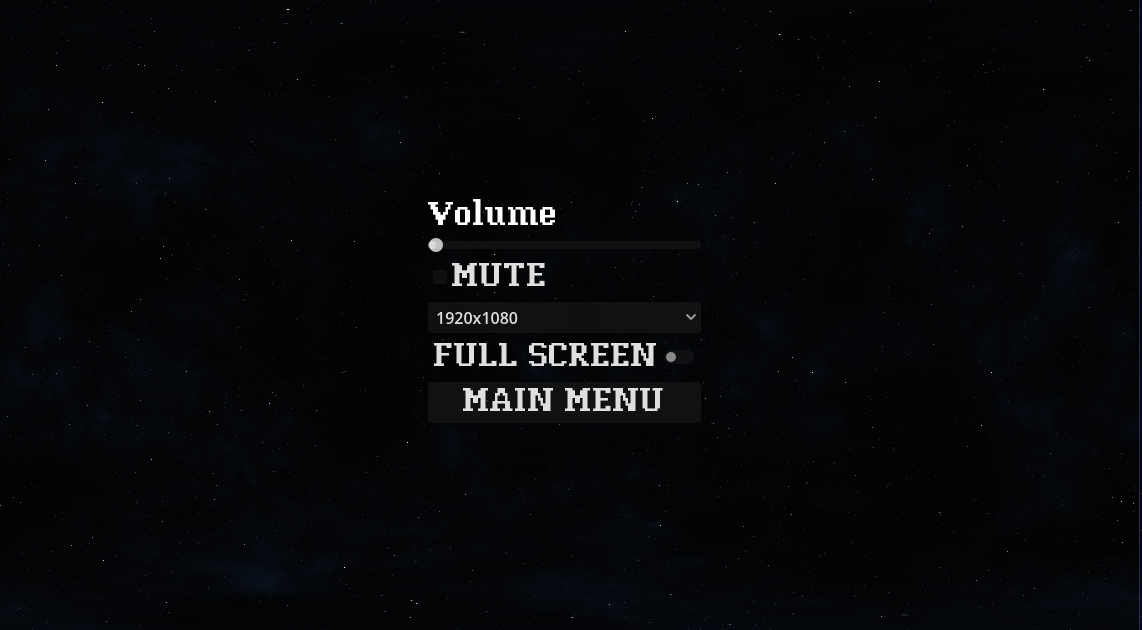 Volume
MUTE
1920x1080
FULL SCREEN
MAIN MENU